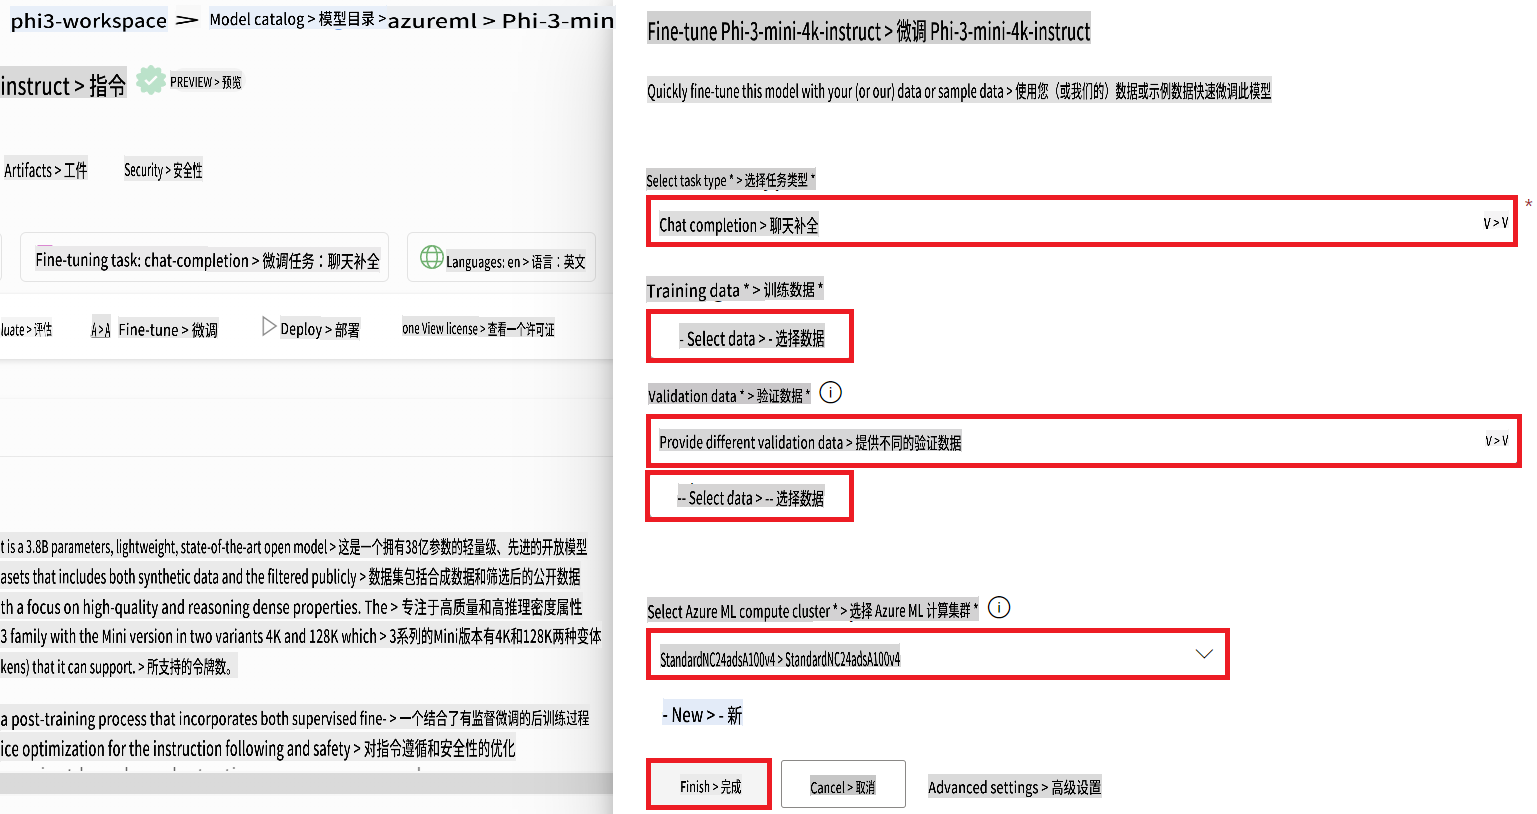 phi3-workspace > Model catalog > 模型目录 > azureml > Phi-3-min
instruct > 指令 PREVIEW > 预览
Artifacts > 工件 Security > 安全性
Fine-tuning task: chat-completion > 微调任务：聊天补全 Languages: en > 语言：英文
luate > 评估 A > A Fine-tune > 微调 Deploy > 部署 one View license > 查看一个许可证
t is a 3.8B parameters, lightweight, state-of-the-art open model > 这是一个拥有38亿参数的轻量级、先进的开放模型
asets that includes both synthetic data and the filtered publicly > 数据集包括合成数据和筛选后的公开数据
th a focus on high-quality and reasoning dense properties. The > 专注于高质量和高推理密度属性
3 family with the Mini version in two variants 4K and 128K which > 3系列的Mini版本有4K和128K两种变体
kens) that it can support. > 所支持的令牌数。
a post-training process that incorporates both supervised fine- > 一个结合了有监督微调的后训练过程
ice optimization for the instruction following and safety > 对指令遵循和安全性的优化
Fine-tune Phi-3-mini-4k-instruct > 微调 Phi-3-mini-4k-instruct
Quickly fine-tune this model with your (or our) data or sample data > 使用您（或我们的）数据或示例数据快速微调此模型
Select task type * > 选择任务类型 *
Chat completion > 聊天补全 V > V *
Training data * > 训练数据 *
- Select data > - 选择数据
Validation data * > 验证数据 *
Provide different validation data > 提供不同的验证数据 V > V
-- Select data > -- 选择数据
Select Azure ML compute cluster * > 选择 Azure ML 计算集群 *
StandardNC24adsA100v4 > StandardNC24adsA100v4
- New > - 新
Finish > 完成 Cancel > 取消 Advanced settings > 高级设置